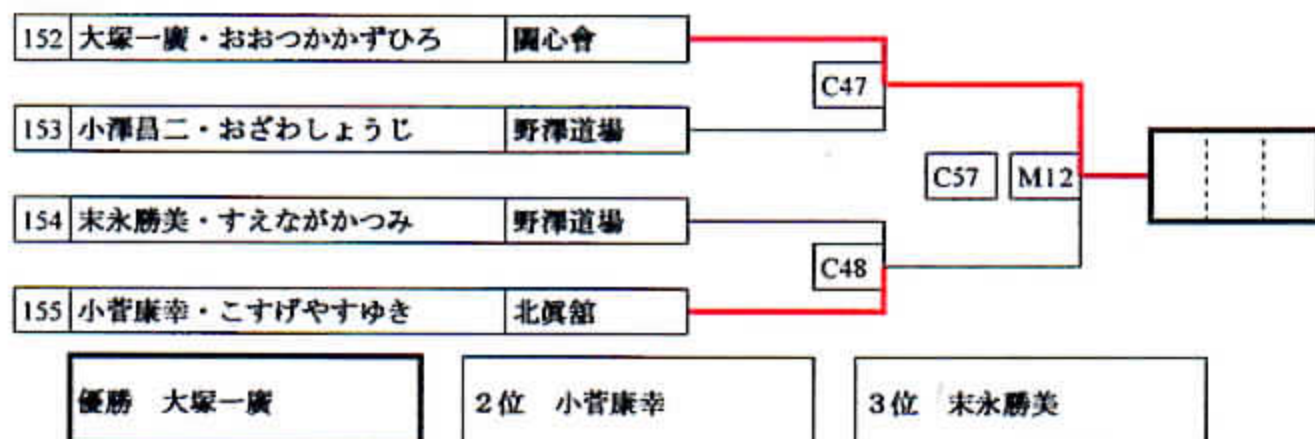 152 大塚一廣・おおつかかずひろ 闘心會
C47
153 小澤昌二・おざわしょうじ 野澤道場
C57 M12
154 末永勝美・すえながかつみ 野澤道場
C48
155 小菅康幸・こすげやすゆき 北眞舘
優勝 大塚一廣 2位 小菅康幸 3位 末永勝美